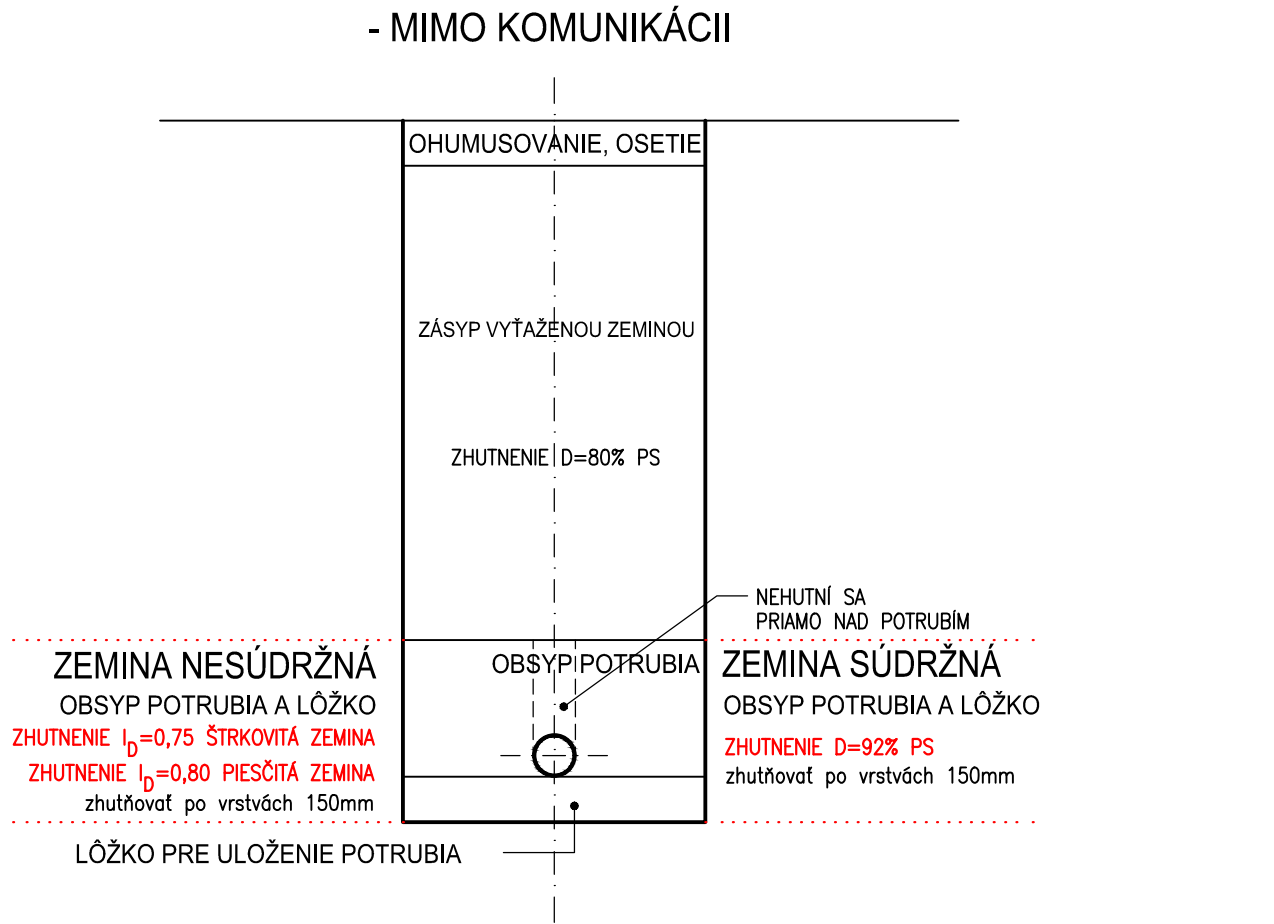 - MIMO KOMUNIKÁCII
OHUMUSOVANIE, OSETIE
ZÁSYP VYŤAŽENOU ZEMINOU
ZHUTNENIE D=80% PS
NEHUTNÍ SA
PRIAMO NAD POTRUBÍM
OBSYP POTRUBIA
ZEMINA NESÚDRŽNÁ
OBSYP POTRUBIA A LÔŽKO
ZHUTNENIE I_D=0,75 ŠTRKOVITÁ ZEMINA
ZHUTNENIE I_D=0,80 PIESČITÁ ZEMINA
zhutňovať po vrstvách 150mm
ZEMINA SÚDRŽNÁ
OBSYP POTRUBIA A LÔŽKO
ZHUTNENIE D=92% PS
zhutňovať po vrstvách 150mm
LÔŽKO PRE ULOŽENIE POTRUBIA